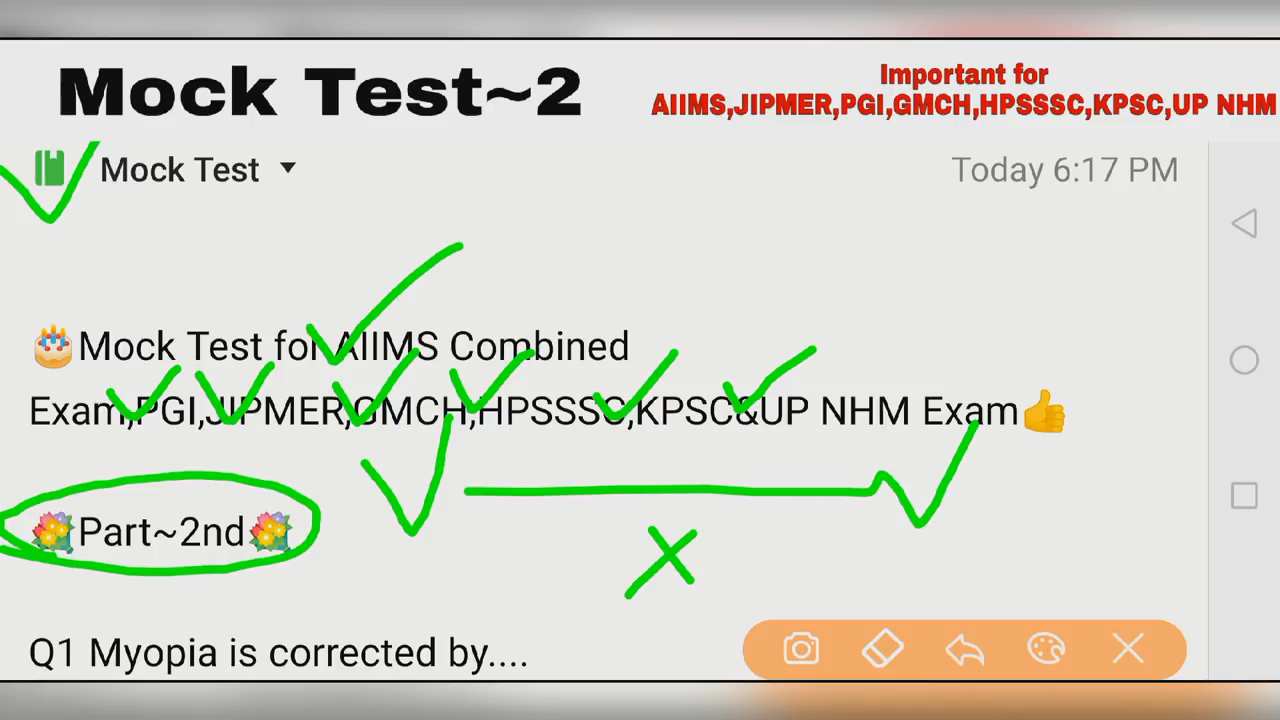 Mock Test~2
Important for
AIIMS,JIPMER,PGI,GMCH,HPSSSC,KPSC,UP NHM
Mock Test
Today 6:17 PM
🎂Mock Test for AIIMS Combined
Exam,PGI,JIPMER,GMCH,HPSSSC,KPSC&UP NHM Exam👍
💐Part~2nd💐
Q1 Myopia is corrected by....